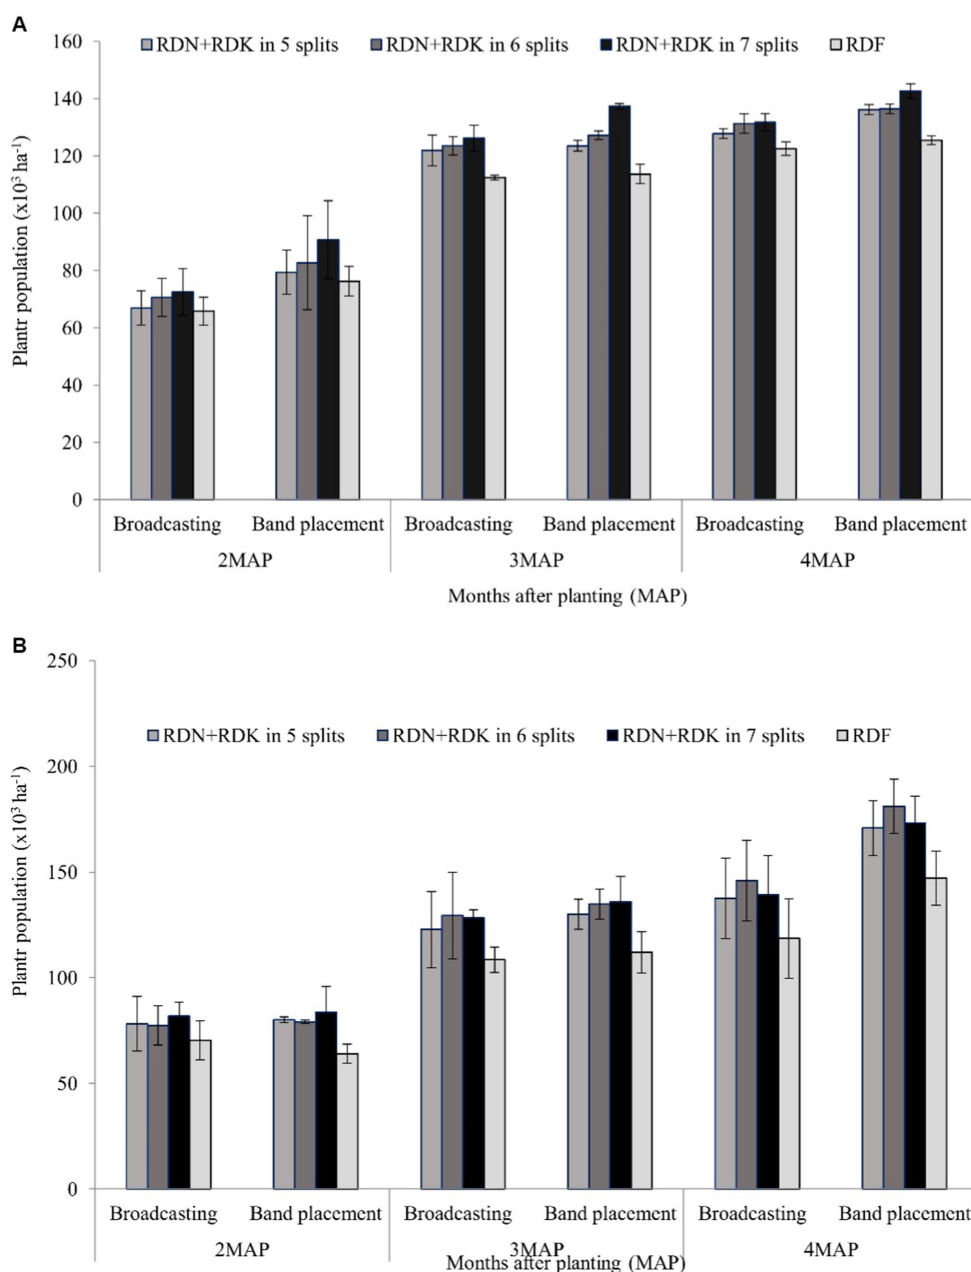 A
160
RDN+RDK in 5 splits RDN+RDK in 6 splits RDN+RDK in 7 splits RDF
140
120
100
80
60
40
20
0
Plantr population (x10³ ha⁻¹)
Broadcasting Band placement Broadcasting Band placement Broadcasting Band placement
2MAP 3MAP 4MAP
Months after planting (MAP)
B
250
RDN+RDK in 5 splits RDN+RDK in 6 splits RDN+RDK in 7 splits RDF
200
150
100
50
0
Plantr population (x10³ ha⁻¹)
Broadcasting Band placement Broadcasting Band placement Broadcasting Band placement
2MAP 3MAP 4MAP
Months after planting (MAP)